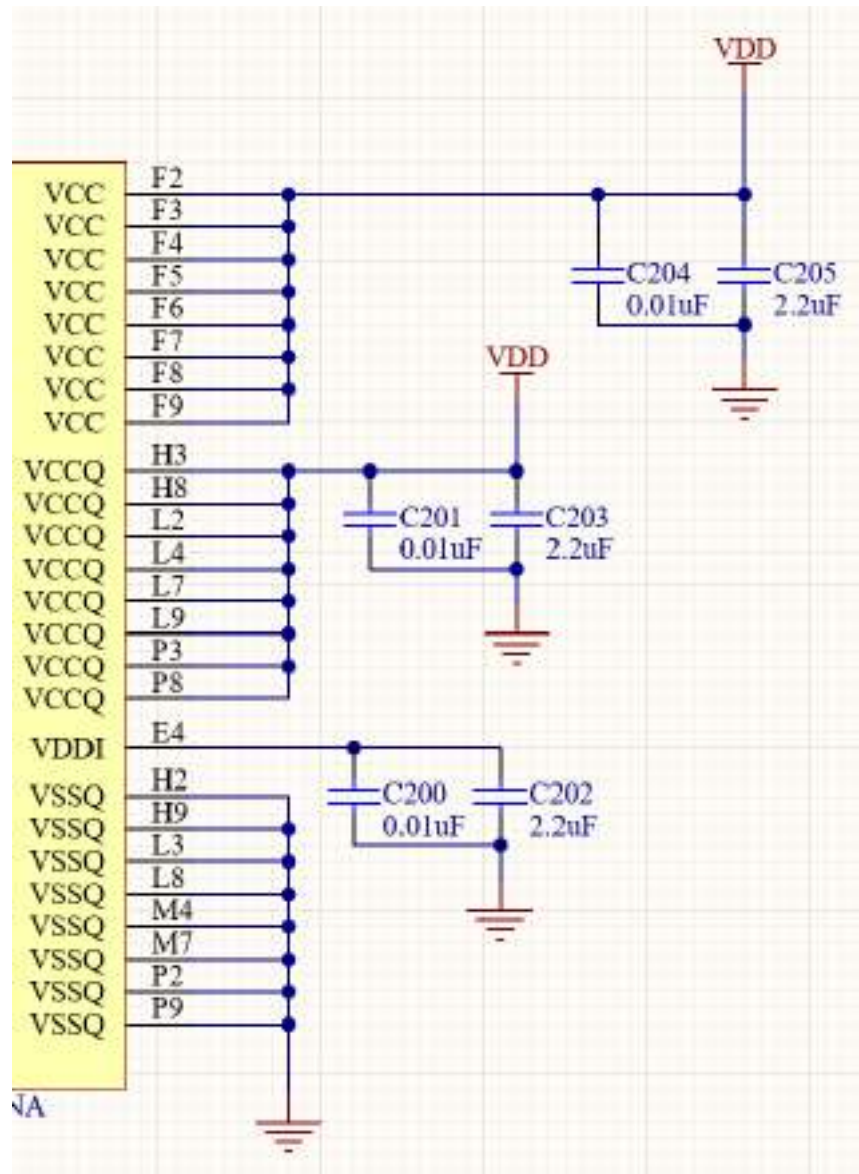 VDD
VCC F2
VCC F3
VCC F4
VCC F5
VCC F6
VCC F7
VCC F8
VCC F9
C204 C205
0.01uF 2.2uF
VDD
VCCQ H3
VCCQ H8
VCCQ L2
VCCQ L4
VCCQ L7
VCCQ L9
VCCQ P3
VCCQ P8
C201 C203
0.01uF 2.2uF
VDDI E4
VSSQ H2
VSSQ H9
VSSQ L3
VSSQ L8
VSSQ M4
VSSQ M7
VSSQ P2
VSSQ P9
C200 C202
0.01uF 2.2uF